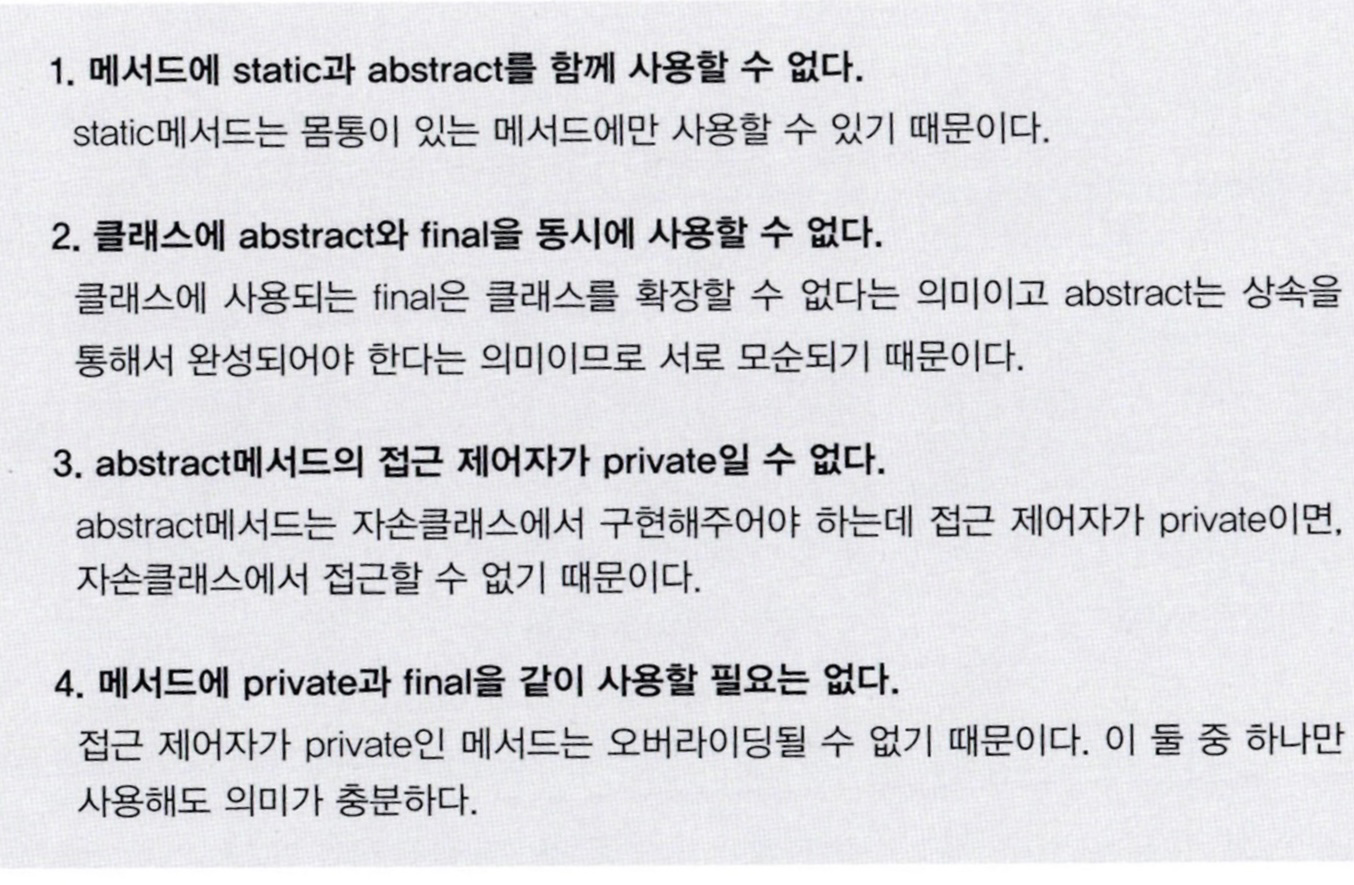 1. 메서드에 static과 abstract를 함께 사용할 수 없다.
static메서드는 몸통이 있는 메서드에만 사용할 수 있기 때문이다.
2. 클래스에 abstract와 final을 동시에 사용할 수 없다.
클래스에 사용되는 final은 클래스를 확장할 수 없다는 의미이고 abstract는 상속을
통해서 완성되어야 한다는 의미이므로 서로 모순되기 때문이다.
3. abstract메서드의 접근 제어자가 private일 수 없다.
abstract메서드는 자손클래스에서 구현해주어야 하는데 접근 제어자가 private이면,
자손클래스에서 접근할 수 없기 때문이다.
4. 메서드에 private과 final을 같이 사용할 필요는 없다.
접근 제어자가 private인 메서드는 오버라이딩될 수 없기 때문이다. 이 둘 중 하나만
사용해도 의미가 충분하다.